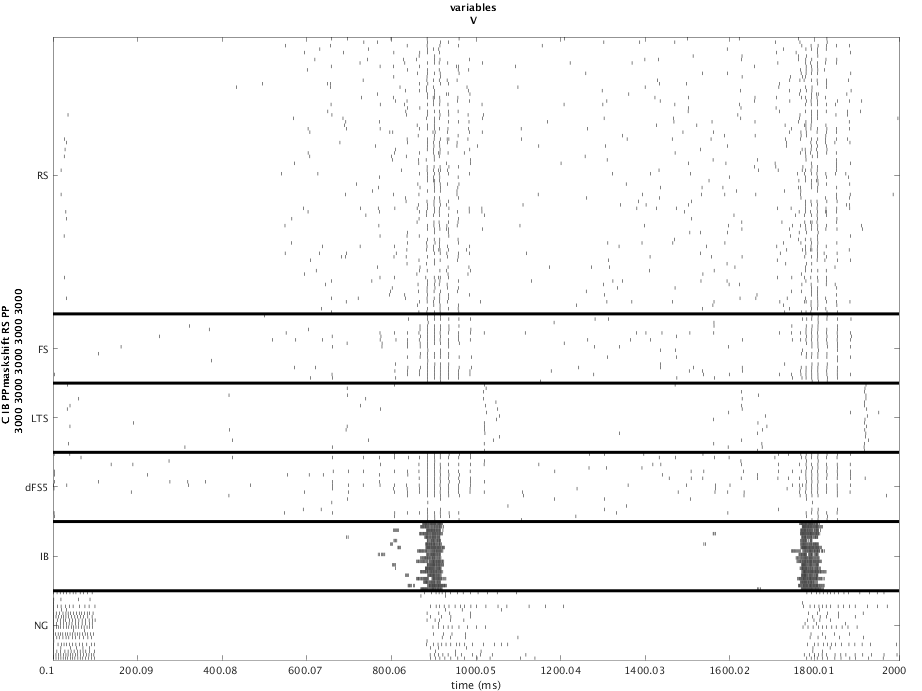 variables
V
C IB PPmaskshift RS PP
3000 3000 3000 3000 3000
RS
FS
LTS
dFS5
IB
NG
0.1 200.09 400.08 600.07 800.06 1000.05 1200.04 1400.03 1600.02 1800.01 2000
time (ms)